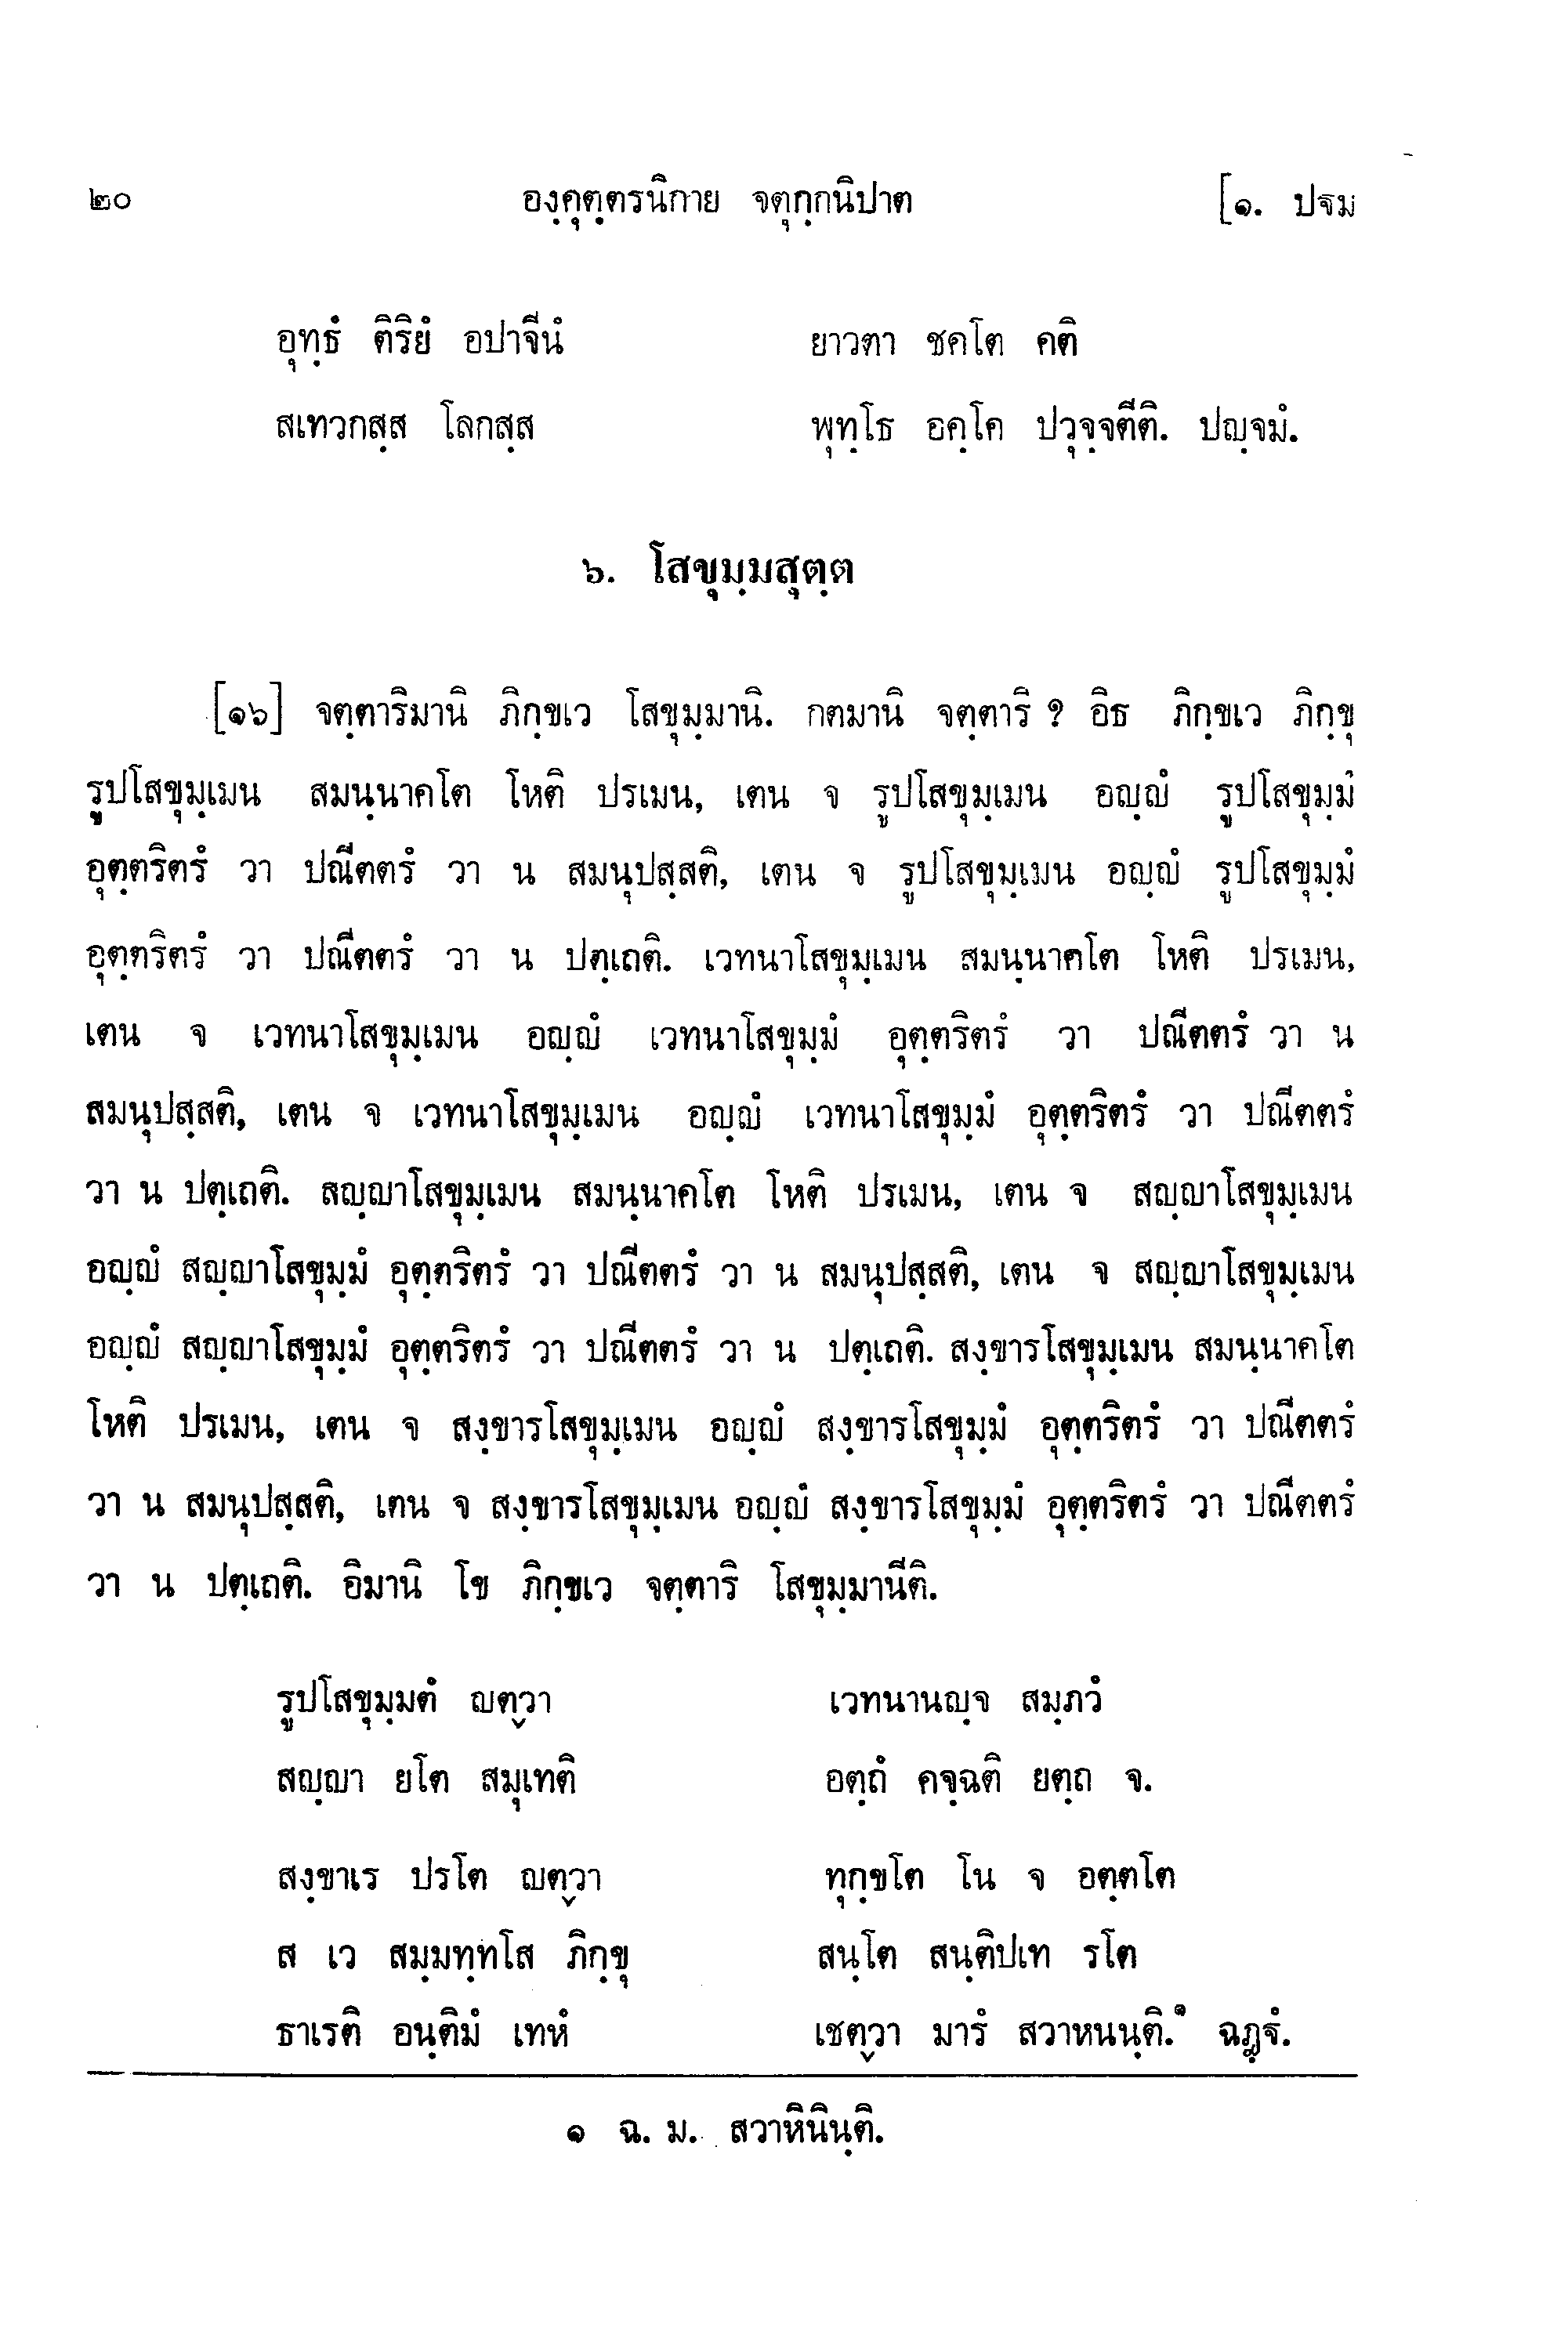 ๒๐ องฺคุตฺตรนิกาย จตุกฺกนิปาต [๑. ปฐม
อุทฺธํ ติริยํ อปาจีนํ ยาวตา ชคโต คติ
สเทวกสฺส โลกสฺส พุทฺโธ อคฺโค ปวุจฺจตีติ. ปญฺจมํ.
๖. โสขุมฺมสุตฺต
[๑๖] จตฺตาริมานิ ภิกฺขเว โสขุมฺมานิ. กตมานิ จตฺตาริ ? อิธ ภิกฺขเว ภิกฺขุ
รูปโสขุมฺเมน สมนฺนาคโต โหติ ปรเมน, เตน จ รูปโสขุมฺเมน อญฺญํ รูปโสขุมฺมํ
อุตฺตริตรํ วา ปณีตตรํ วา น สมนุปสฺสติ, เตน จ รูปโสขุมฺเมน อญฺญํ รูปโสขุมฺมํ
อุตฺตริตรํ วา ปณีตตรํ วา น ปตฺเถติ. เวทนาโสขุมฺเมน สมนฺนาคโต โหติ ปรเมน,
เตน จ เวทนาโสขุมฺเมน อญฺญํ เวทนาโสขุมฺมํ อุตฺตริตรํ วา ปณีตตรํ วา น
สมนุปสฺสติ, เตน จ เวทนาโสขุมฺเมน อญฺญํ เวทนาโสขุมฺมํ อุตฺตริตรํ วา ปณีตตรํ
วา น ปตฺเถติ. สญฺญาโสขุมฺเมน สมนฺนาคโต โหติ ปรเมน, เตน จ สญฺญาโสขุมฺเมน
อญฺญํ สญฺญาโสขุมฺมํ อุตฺตริตรํ วา ปณีตตรํ วา น สมนุปสฺสติ, เตน จ สญฺญาโสขุมฺเมน
อญฺญํ สญฺญาโสขุมฺมํ อุตฺตริตรํ วา ปณีตตรํ วา น ปตฺเถติ. สงฺขารโสขุมฺเมน สมนฺนาคโต
โหติ ปรเมน, เตน จ สงฺขารโสขุมฺเมน อญฺญํ สงฺขารโสขุมฺมํ อุตฺตริตรํ วา ปณีตตรํ
วา น สมนุปสฺสติ, เตน จ สงฺขารโสขุมฺเมน อญฺญํ สงฺขารโสขุมฺมํ อุตฺตริตรํ วา ปณีตตรํ
วา น ปตฺเถติ. อิมานิ โข ภิกฺขเว จตฺตาริ โสขุมฺมานีติ.
รูปโสขุมฺมตํ ญตฺวา เวทนานญฺจ สมฺภวํ
สญฺญา ยโต สมุเทติ อตฺถํ คจฺฉติ ยตฺถ จ.
สงฺขาเร ปรโต ญตฺวา ทุกฺขโต โน จ อตฺตโต
ส เว สมฺมทฺทโส ภิกฺขุ สนฺโต สนฺติปเท รโต
ธาเรติ อนฺติมํ เทหํ เชตฺวา มารํ สวาหนนฺติ.๑ ฉฏฺฐํ.
๑ ฉ. ม. สวาหินินฺติ.